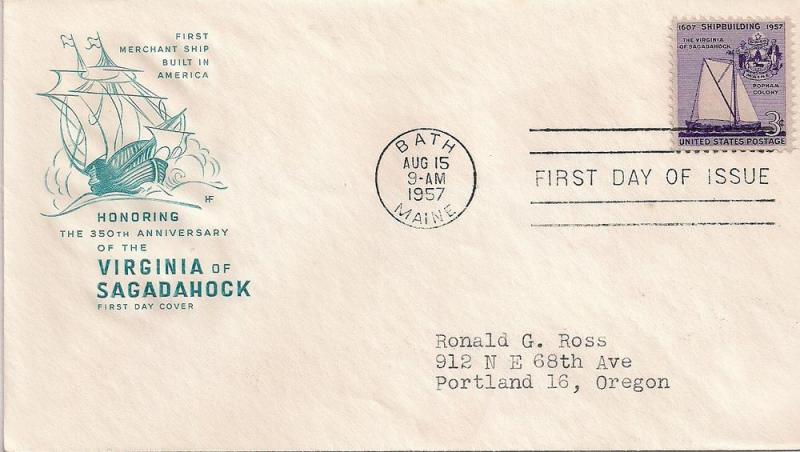 FIRST
MERCHANT SHIP
BUILT IN
AMERICA
HF
HONORING
THE 350TH ANNIVERSARY
OF THE
VIRGINIA OF
SAGADAHOCK
FIRST DAY COVER
BATH
AUG 15
9-AM
1957
MAINE
FIRST DAY OF ISSUE
1607 SHIPBUILDING 1957
THE VIRGINIA
OF SAGADAHOCK
MAINE
POPHAM
COLONY
3¢
UNITED STATES POSTAGE
Ronald G. Ross
912 N E 68th Ave
Portland 16, Oregon